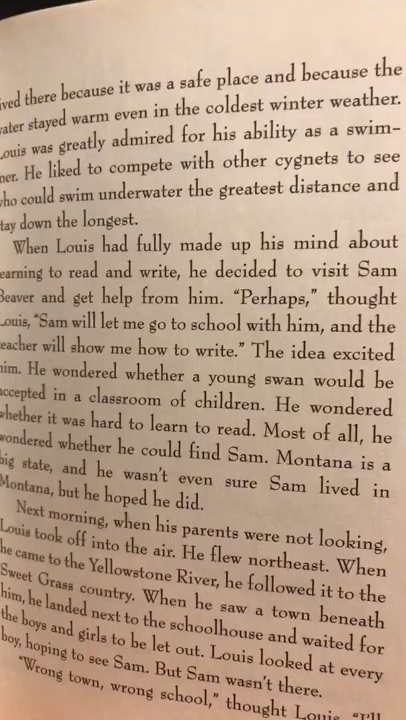 ived there because it was a safe place and because the
vater stayed warm even in the coldest winter weather.
Louis was greatly admired for his ability as a swim-
ner. He liked to compete with other cygnets to see
vho could swim underwater the greatest distance and
tay down the longest.
When Louis had fully made up his mind about
earning to read and write, he decided to visit Sam
Beaver and get help from him. “Perhaps,” thought
Louis, “Sam will let me go to school with him, and the
eacher will show me how to write.” The idea excited
him. He wondered whether a young swan would be
accepted in a classroom of children. He wondered
whether it was hard to learn to read. Most of all, he
wondered whether he could find Sam. Montana is a
big state, and he wasn’t even sure Sam lived in
Montana, but he hoped he did.
Next morning, when his parents were not looking,
Louis took off into the air. He flew northeast. When
he came to the Yellowstone River, he followed it to the
Sweet Grass country. When he saw a town beneath
him, he landed next to the schoolhouse and waited for
the boys and girls to be let out. Louis looked at every
boy, hoping to see Sam. But Sam wasn’t there.
“Wrong town, wrong school,” thought Louis. “I’ll